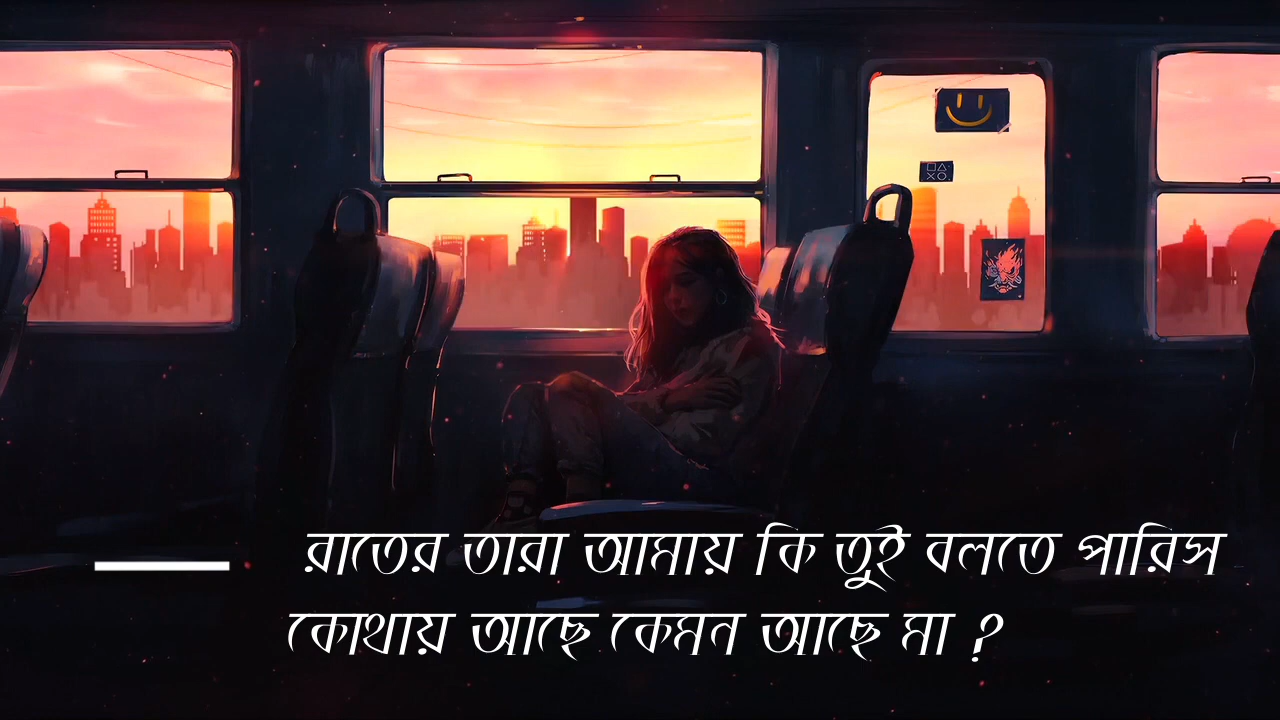 রাতের তারা আমায় কি তুই বলতে পারিস
কোথায় আছে কেমন আছে মা ?